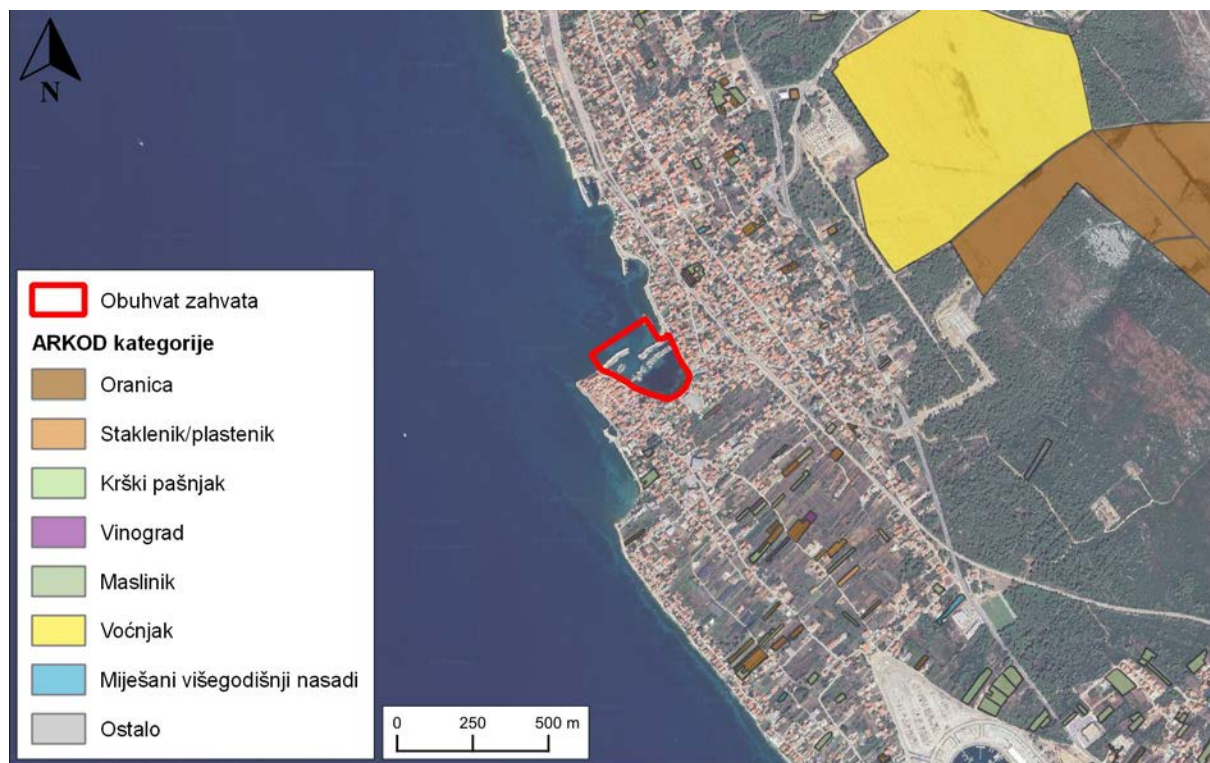 N
Obuhvat zahvata
ARKOD kategorije
Oranica
Staklenik/plastenik
Krški pašnjak
Vinograd
Maslinik
Voćnjak
Miješani višegodišnji nasadi
Ostalo
0 250 500 m